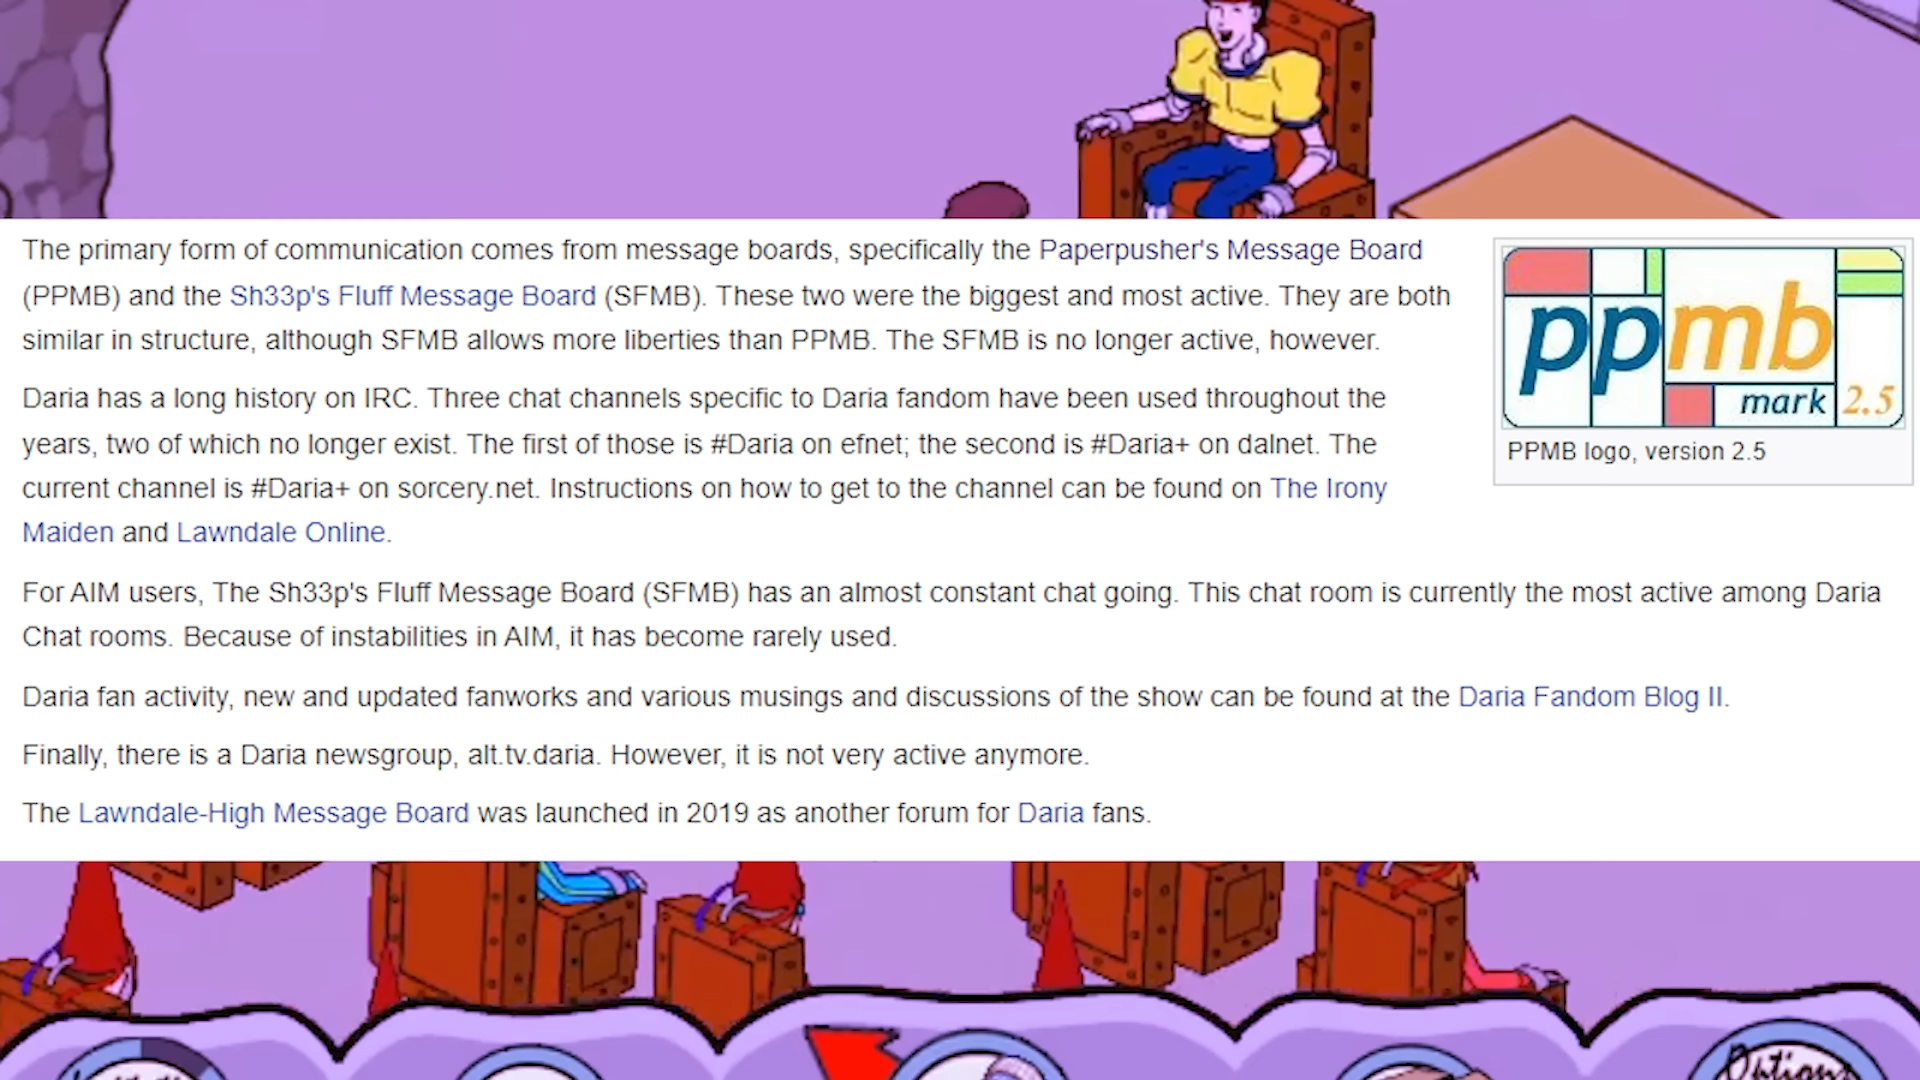 The primary form of communication comes from message boards, specifically the Paperpusher's Message Board
(PPMB) and the Sh33p's Fluff Message Board (SFMB). These two were the biggest and most active. They are both
similar in structure, although SFMB allows more liberties than PPMB. The SFMB is no longer active, however.
Daria has a long history on IRC. Three chat channels specific to Daria fandom have been used throughout the
years, two of which no longer exist. The first of those is #Daria on efnet; the second is #Daria+ on dalnet. The
current channel is #Daria+ on sorcery.net. Instructions on how to get to the channel can be found on The Irony
Maiden and Lawndale Online.
ppmb
mark 2.5
PPMB logo, version 2.5
For AIM users, The Sh33p's Fluff Message Board (SFMB) has an almost constant chat going. This chat room is currently the most active among Daria
Chat rooms. Because of instabilities in AIM, it has become rarely used.
Daria fan activity, new and updated fanworks and various musings and discussions of the show can be found at the Daria Fandom Blog II.
Finally, there is a Daria newsgroup, alt.tv.daria. However, it is not very active anymore.
The Lawndale-High Message Board was launched in 2019 as another forum for Daria fans.
Options